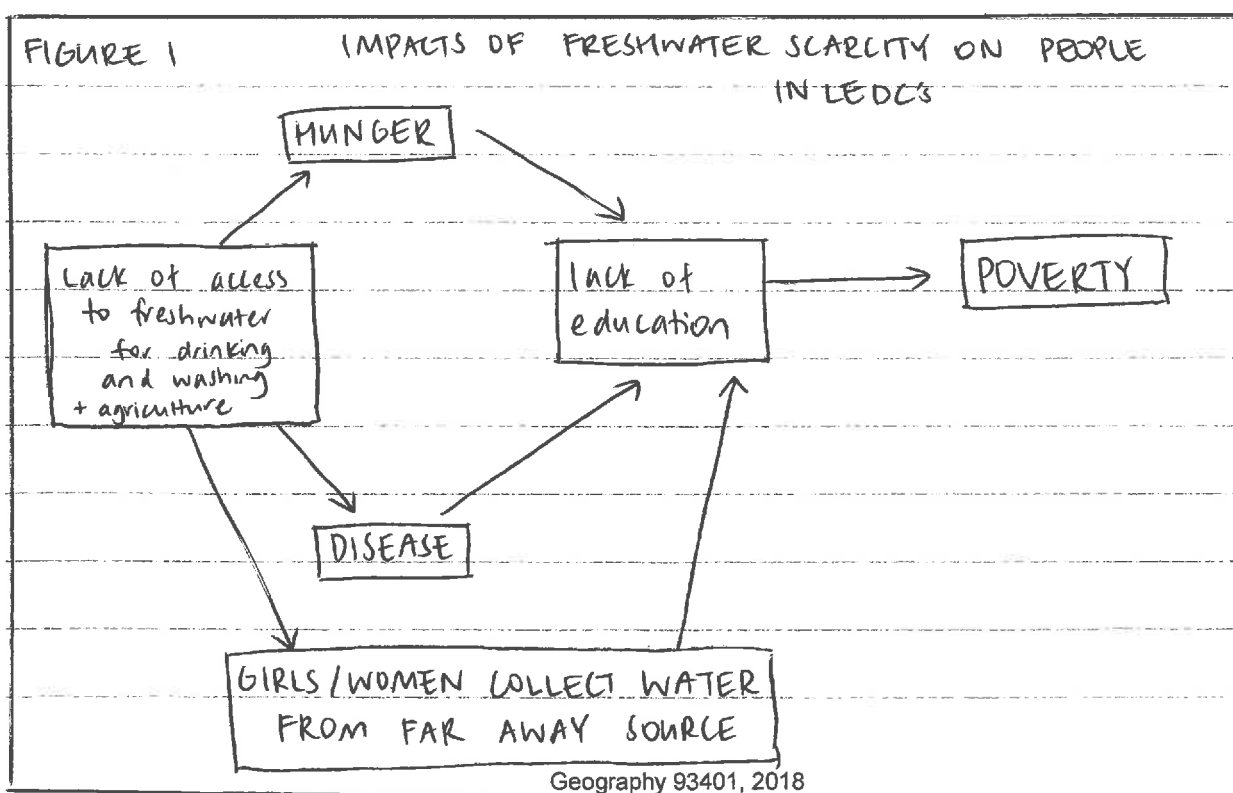 FIGURE 1 IMPACTS OF FRESHWATER SCARCITY ON PEOPLE
IN LEDC's
HUNGER
Lack of access
to freshwater
for drinking
and washing
+ agriculture
lack of
education
POVERTY
DISEASE
GIRLS/WOMEN COLLECT WATER
FROM FAR AWAY SOURCE
Geography 93401, 2018